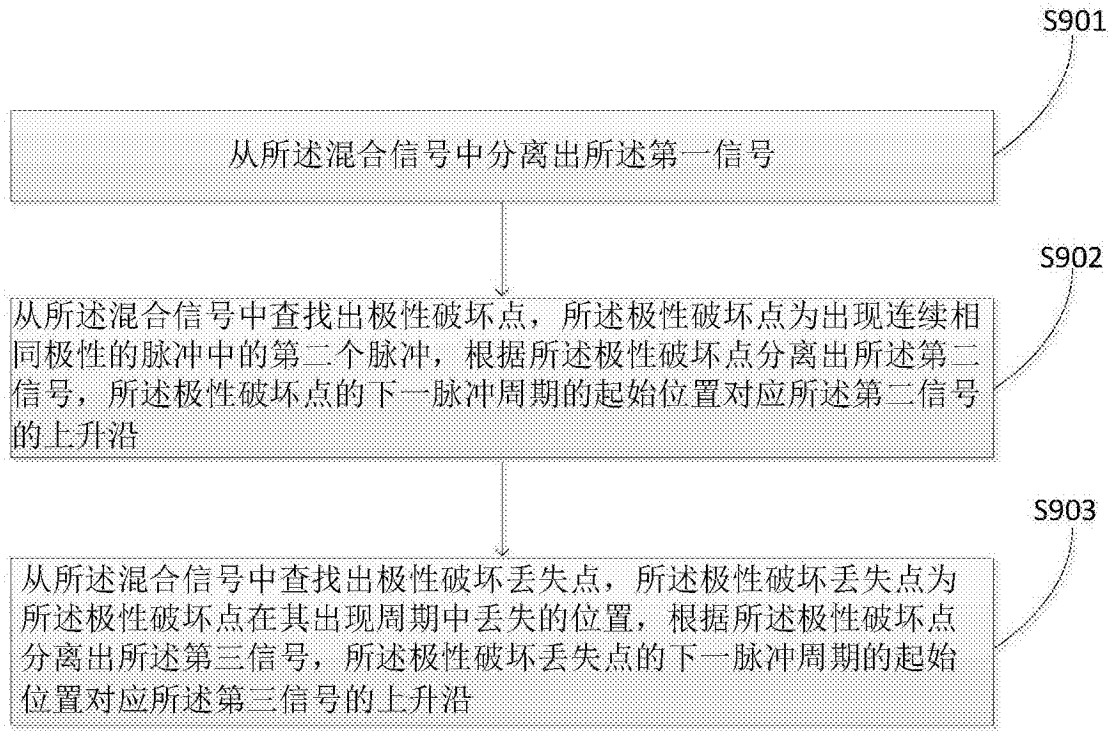 S901
从所述混合信号中分离出所述第一信号
S902
从所述混合信号中查找出极性破坏点，所述极性破坏点为出现连续相
同极性的脉冲中的第二个脉冲，根据所述极性破坏点分离出所述第二
信号，所述极性破坏点的下一脉冲周期的起始位置对应所述第二信号
的上升沿
S903
从所述混合信号中查找出极性破坏丢失点，所述极性破坏丢失点为
所述极性破坏点在其出现周期中丢失的位置，根据所述极性破坏点
分离出所述第三信号，所述极性破坏丢失点的下一脉冲周期的起始
位置对应所述第三信号的上升沿